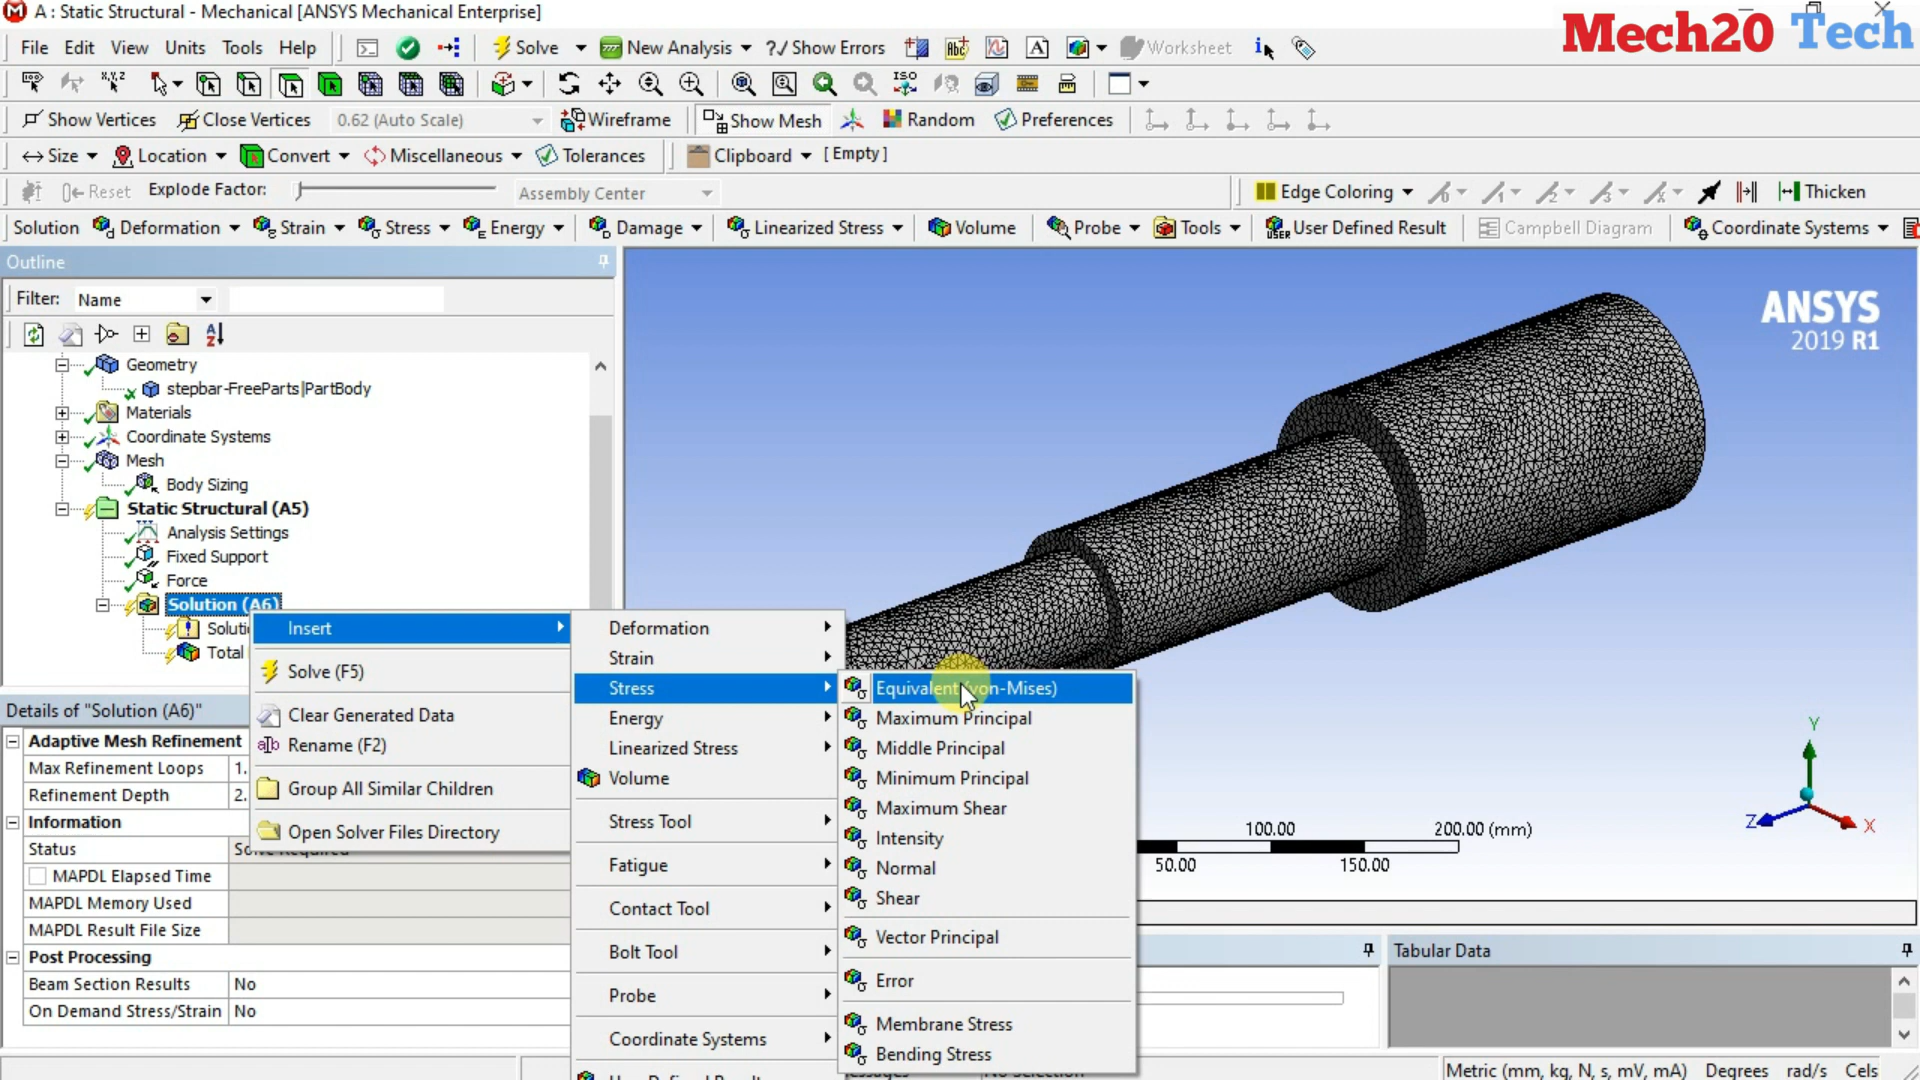 A : Static Structural - Mechanical [ANSYS Mechanical Enterprise]
Mech20 Tech
File Edit View Units Tools Help Solve New Analysis ?✓ Show Errors Worksheet
Show Vertices Close Vertices 0.62 (Auto Scale) Wireframe Show Mesh Random Preferences
Size Location Convert Miscellaneous Tolerances Clipboard [ Empty ]
Reset Explode Factor: Assembly Center Edge Coloring Thicken
Solution Deformation Strain Stress Energy Damage Linearized Stress Volume Probe Tools User Defined Result Campbell Diagram Coordinate Systems
Outline
Filter: Name
Geometry
stepbar-FreeParts|PartBody
Materials
Coordinate Systems
Mesh
Body Sizing
Static Structural (A5)
Analysis Settings
Fixed Support
Force
Solution (A6)
Soluti
Total
Insert
Solve (F5)
Clear Generated Data
Rename (F2)
Group All Similar Children
Open Solver Files Directory
Deformation
Strain
Stress
Energy
Linearized Stress
Volume
Stress Tool
Fatigue
Contact Tool
Bolt Tool
Probe
Coordinate Systems
Equivalent (von-Mises)
Maximum Principal
Middle Principal
Minimum Principal
Maximum Shear
Intensity
Normal
Shear
Vector Principal
Error
Membrane Stress
Bending Stress
Details of "Solution (A6)"
Adaptive Mesh Refinement
Max Refinement Loops 1.
Refinement Depth 2.
Information
Status Solve Required
MAPDL Elapsed Time
MAPDL Memory Used
MAPDL Result File Size
Post Processing
Beam Section Results No
On Demand Stress/Strain No
ANSYS
2019 R1
Y
Z
X
100.00 200.00 (mm)
50.00 150.00
Tabular Data
No Selection
Metric (mm, kg, N, s, mV, mA) Degrees rad/s Cels